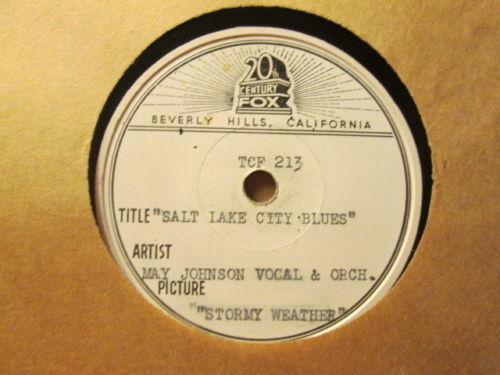 20th
CENTURY
FOX
BEVERLY HILLS, CALIFORNIA
TCF 213
TITLE "SALT LAKE CITY BLUES"
ARTIST
MAY JOHNSON VOCAL & ORCH.
PICTURE
""STORMY WEATHER"